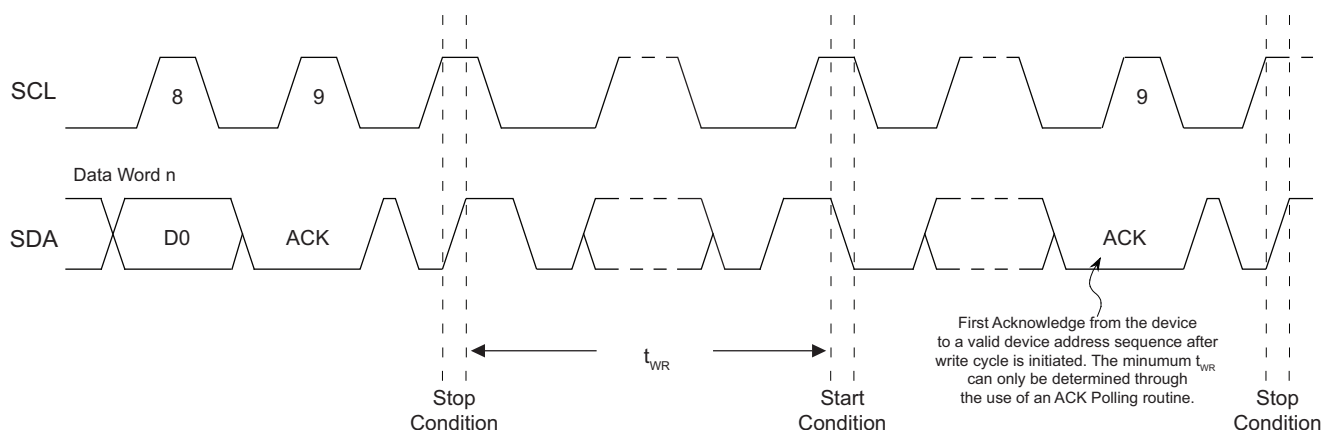 SCL
8
9
9
Data Word n
SDA
D0
ACK
ACK
First Acknowledge from the device
to a valid device address sequence after
write cycle is initiated. The minumum tWR
can only be determined through
the use of an ACK Polling routine.
tWR
Stop
Condition
Start
Condition
Stop
Condition